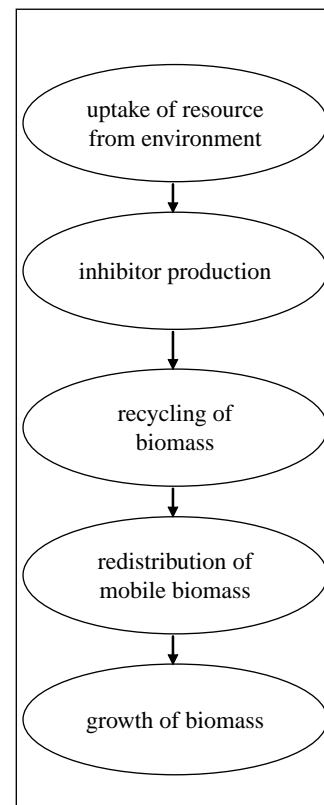 uptake of resource
from environment
inhibitor production
recycling of
biomass
redistribution of
mobile biomass
growth of biomass